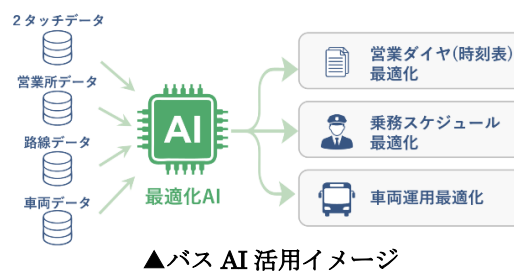 ２タッチデータ
営業所データ
路線データ
車両データ
AI
最適化AI
営業ダイヤ(時刻表)
最適化
乗務スケジュール
最適化
車両運用最適化
▲バス AI 活用イメージ